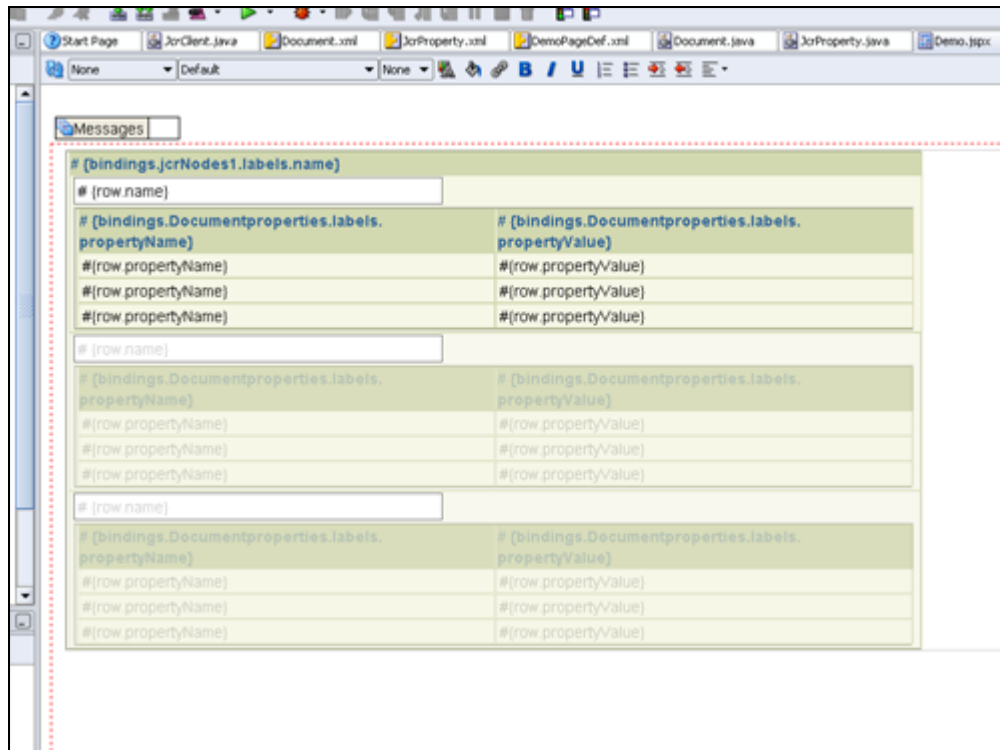 Start Page JcrClient.java Document.xml JcrProperty.xml DemoPageDef.xml Document.java JcrProperty.java Demo.jspx
None Default None B I U
Messages
# {bindings.jcrNodes1.labels.name}
# {row.name}
# {bindings.Documentproperties.labels. # {bindings.Documentproperties.labels.
propertyName} propertyValue}
#{row.propertyName} #{row.propertyValue}
#{row.propertyName} #{row.propertyValue}
#{row.propertyName} #{row.propertyValue}
# {row.name}
# {bindings.Documentproperties.labels. # {bindings.Documentproperties.labels.
propertyName} propertyValue}
#{row.propertyName} #{row.propertyValue}
#{row.propertyName} #{row.propertyValue}
#{row.propertyName} #{row.propertyValue}
# {row.name}
# {bindings.Documentproperties.labels. # {bindings.Documentproperties.labels.
propertyName} propertyValue}
#{row.propertyName} #{row.propertyValue}
#{row.propertyName} #{row.propertyValue}
#{row.propertyName} #{row.propertyValue}